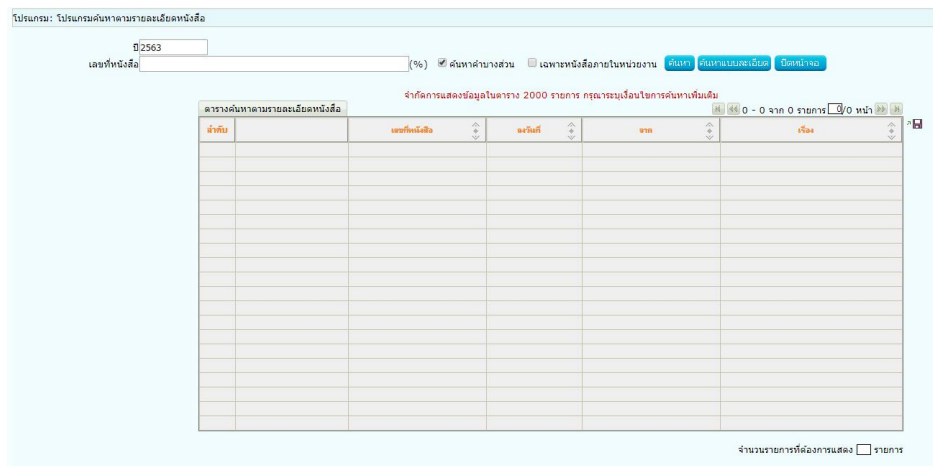 โปรแกรม: โปรแกรมค้นหาตามรายละเอียดหนังสือ
ปี 2563
เลขที่หนังสือ (%) ค้นหาคำบางส่วน เฉพาะหนังสือภายในหน่วยงาน ค้นหา ค้นหาแบบละเอียด ปิดหน้าจอ
จำกัดการแสดงข้อมูลในตาราง 2000 รายการ กรุณาระบุเงื่อนไขการค้นหาเพิ่มเติม
ตารางค้นหาตามรายละเอียดหนังสือ 0 - 0 จาก 0 รายการ 0/0 หน้า
ลำดับ เลขที่หนังสือ ลงวันที่ จาก เรื่อง
จำนวนรายการที่ต้องการแสดง รายการ